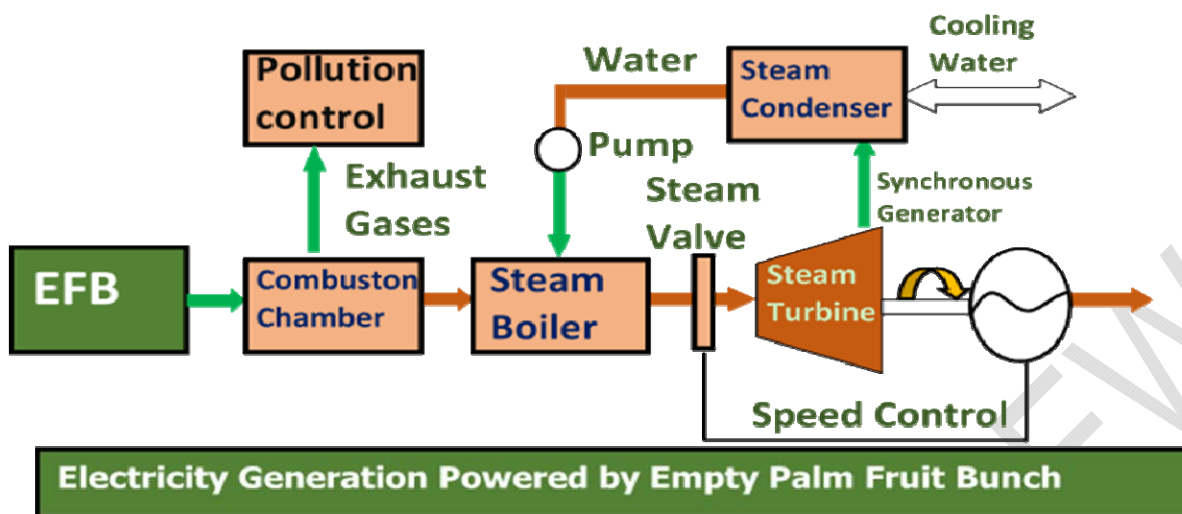 Pollution
control
Water
Steam
Condenser
Cooling
Water
Pump
Exhaust
Gases
Steam
Valve
Synchronous
Generator
EFB
Combuston
Chamber
Steam
Boiler
Steam
Turbine
Speed Control
Electricity Generation Powered by Empty Palm Fruit Bunch